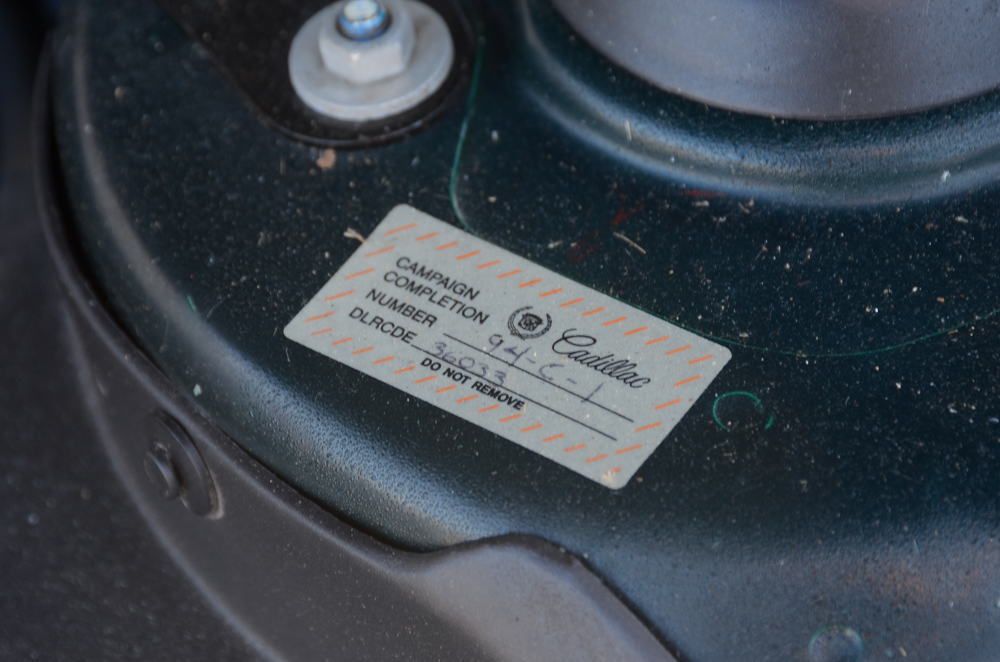 CAMPAIGN
COMPLETION
Cadillac
NUMBER 94-C-1
DLRCDE 36033
DO NOT REMOVE